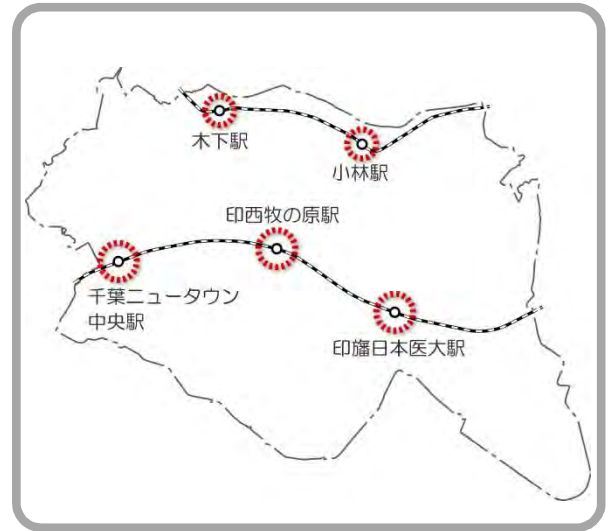 木下駅
小林駅
印西牧の原駅
千葉ニュータウン
中央駅
印旛日本医大駅